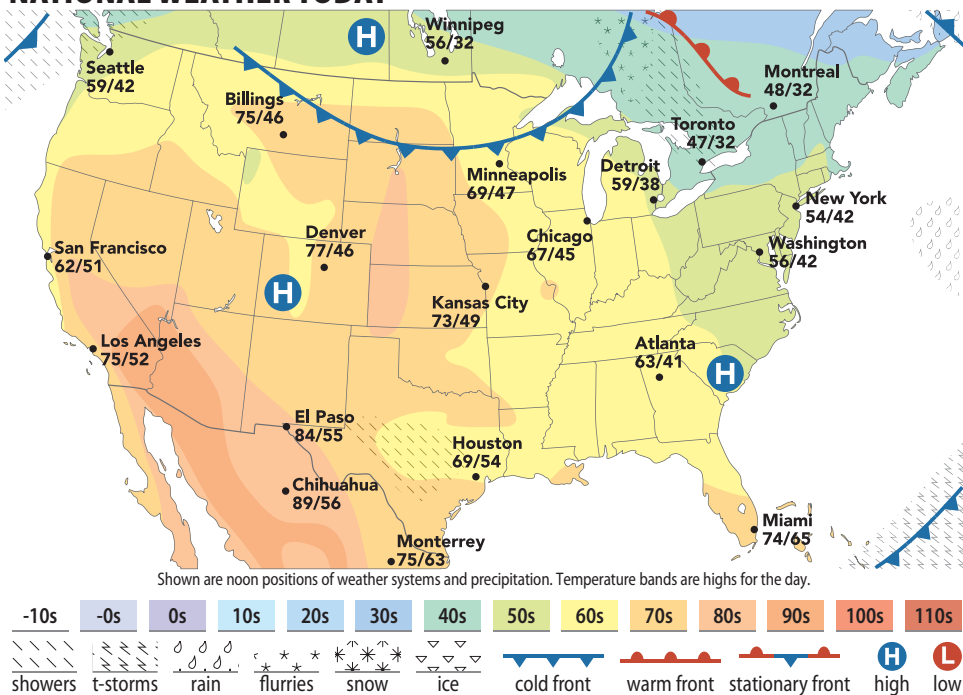 NATIONAL WEATHER TODAY
H
Winnipeg
56/32
Seattle
59/42
Billings
75/46
Montreal
48/32
Toronto
47/32
Minneapolis
69/47
Detroit
59/38
New York
54/42
San Francisco
62/51
Denver
77/46
Chicago
67/45
Washington
56/42
H
Kansas City
73/49
Los Angeles
75/52
Atlanta
63/41
H
El Paso
84/55
Houston
69/54
Chihuahua
89/56
Miami
74/65
Monterrey
75/63
Shown are noon positions of weather systems and precipitation. Temperature bands are highs for the day.
-10s -0s 0s 10s 20s 30s 40s 50s 60s 70s 80s 90s 100s 110s
H L
showers t-storms rain flurries snow ice cold front warm front stationary front high low